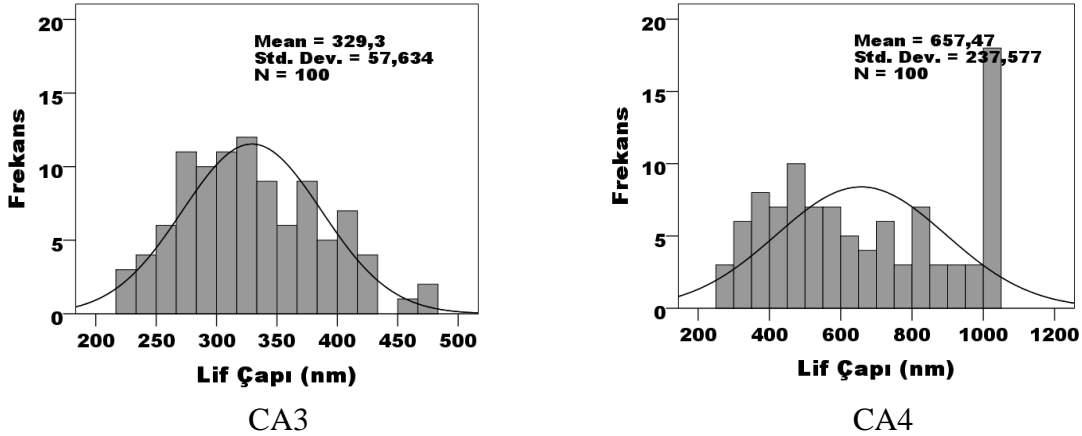 20
15
10
5
0
Frekans
Mean = 329,3
Std. Dev. = 57,634
N = 100
200 250 300 350 400 450 500
Lif Çapı (nm)
CA3
20
15
10
5
0
Frekans
Mean = 657,47
Std. Dev. = 237,577
N = 100
200 400 600 800 1000 1200
Lif Çapı (nm)
CA4